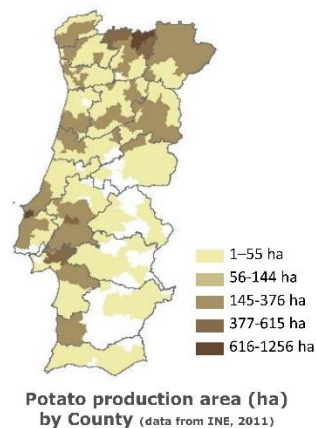 1–55 ha
56-144 ha
145-376 ha
377-615 ha
616-1256 ha
Potato production area (ha)
by County (data from INE, 2011)